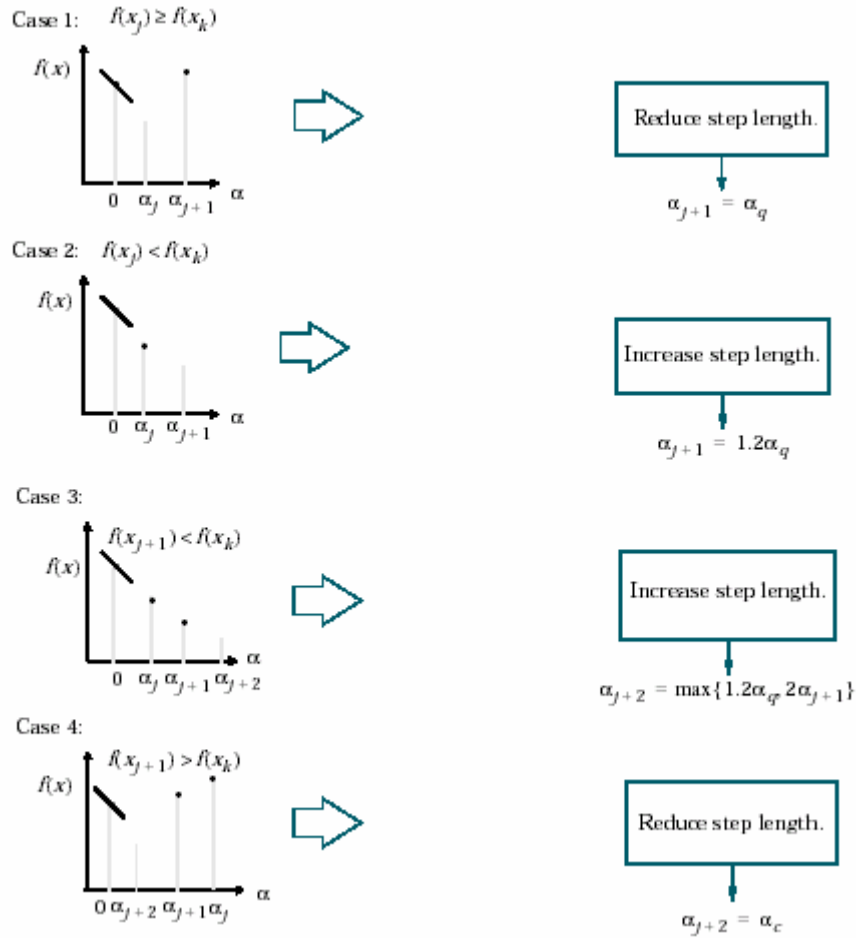 Case 1: f(x_j) ≥ f(x_k)
f(x)
0 α_j α_{j+1} α
Reduce step length.
α_{j+1} = α_q
Case 2: f(x_j) < f(x_k)
f(x)
0 α_j α_{j+1} α
Increase step length.
α_{j+1} = 1.2α_q
Case 3:
f(x_{j+1}) < f(x_k)
f(x)
0 α_j α_{j+1} α_{j+2} α
Increase step length.
α_{j+2} = max{1.2α_q, 2α_{j+1}}
Case 4:
f(x_{j+1}) > f(x_k)
f(x)
0 α_{j+2} α_{j+1} α_j α
Reduce step length.
α_{j+2} = α_c